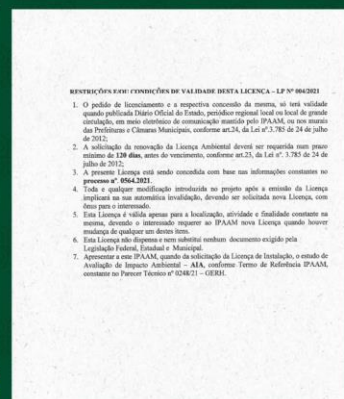 RESTRIÇÕES E/OU CONDIÇÕES DE VALIDADE DESTA LICENÇA – LP Nº 004/2021
1. O pedido de licenciamento e a respectiva concessão da mesma, só terá validade
quando publicada Diário Oficial do Estado, periódico regional local ou local de grande
circulação, em meio eletrônico de comunicação mantido pelo IPAAM, ou nos murais
das Prefeituras e Câmaras Municipais, conforme art.24, da Lei nº.3.785 de 24 de julho
de 2012;
2. A solicitação da renovação da Licença Ambiental deverá ser requerida num prazo
mínimo de 120 dias, antes do vencimento, conforme art.23, da Lei nº. 3.785 de 24 de
julho de 2012;
3. A presente Licença está sendo concedida com base nas informações constantes no
processo nº. 0564.2021.
4. Toda e qualquer modificação introduzida no projeto após a emissão da Licença
implicará na sua automática invalidação, devendo ser solicitada nova Licença, com
ônus para o interessado.
5. Esta Licença é válida apenas para a localização, atividade e finalidade constante na
mesma, devendo o interessado requerer ao IPAAM nova Licença quando houver
mudança de qualquer um destes itens.
6. Esta Licença não dispensa e nem substitui nenhum documento exigido pela
Legislação Federal, Estadual e Municipal.
7. Apresentar a este IPAAM, quando da solicitação da Licença de Instalação, o estudo de
Avaliação de Impacto Ambiental – AIA, conforme Termo de Referência IPAAM,
constante no Parecer Técnico nº 0248/21 – GERH.